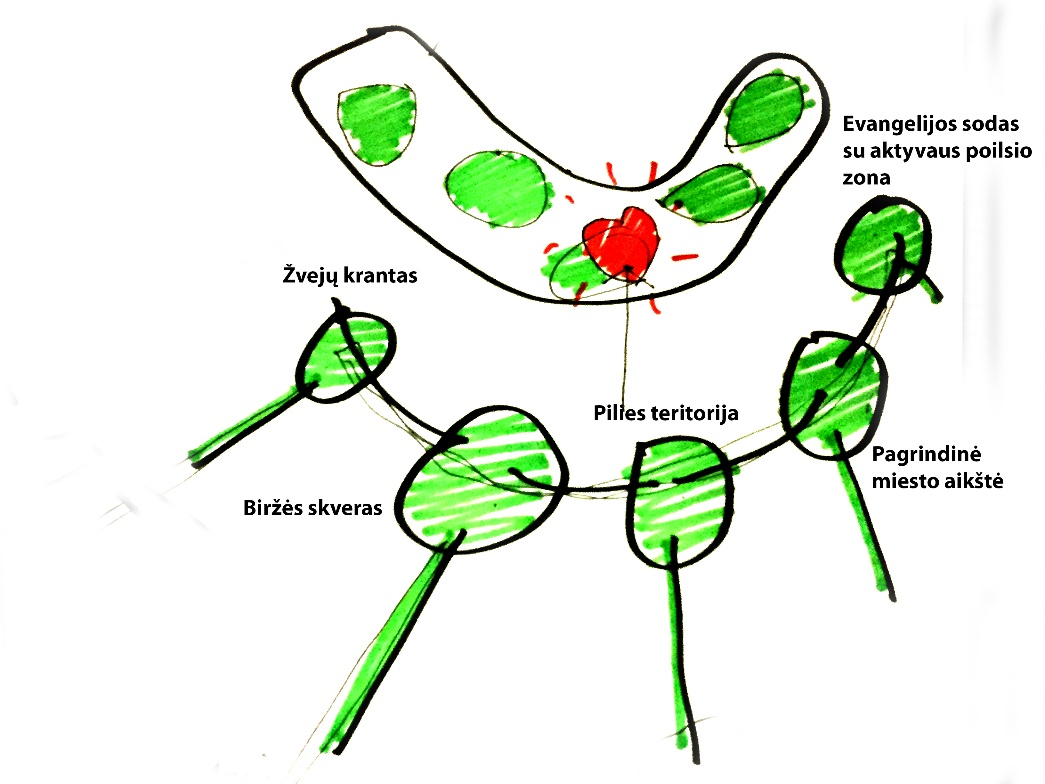 Evangelijos sodas
su aktyvaus poilsio
zona
Žvejų krantas
Pilies teritorija
Pagrindinė
miesto aikštė
Biržės skveras